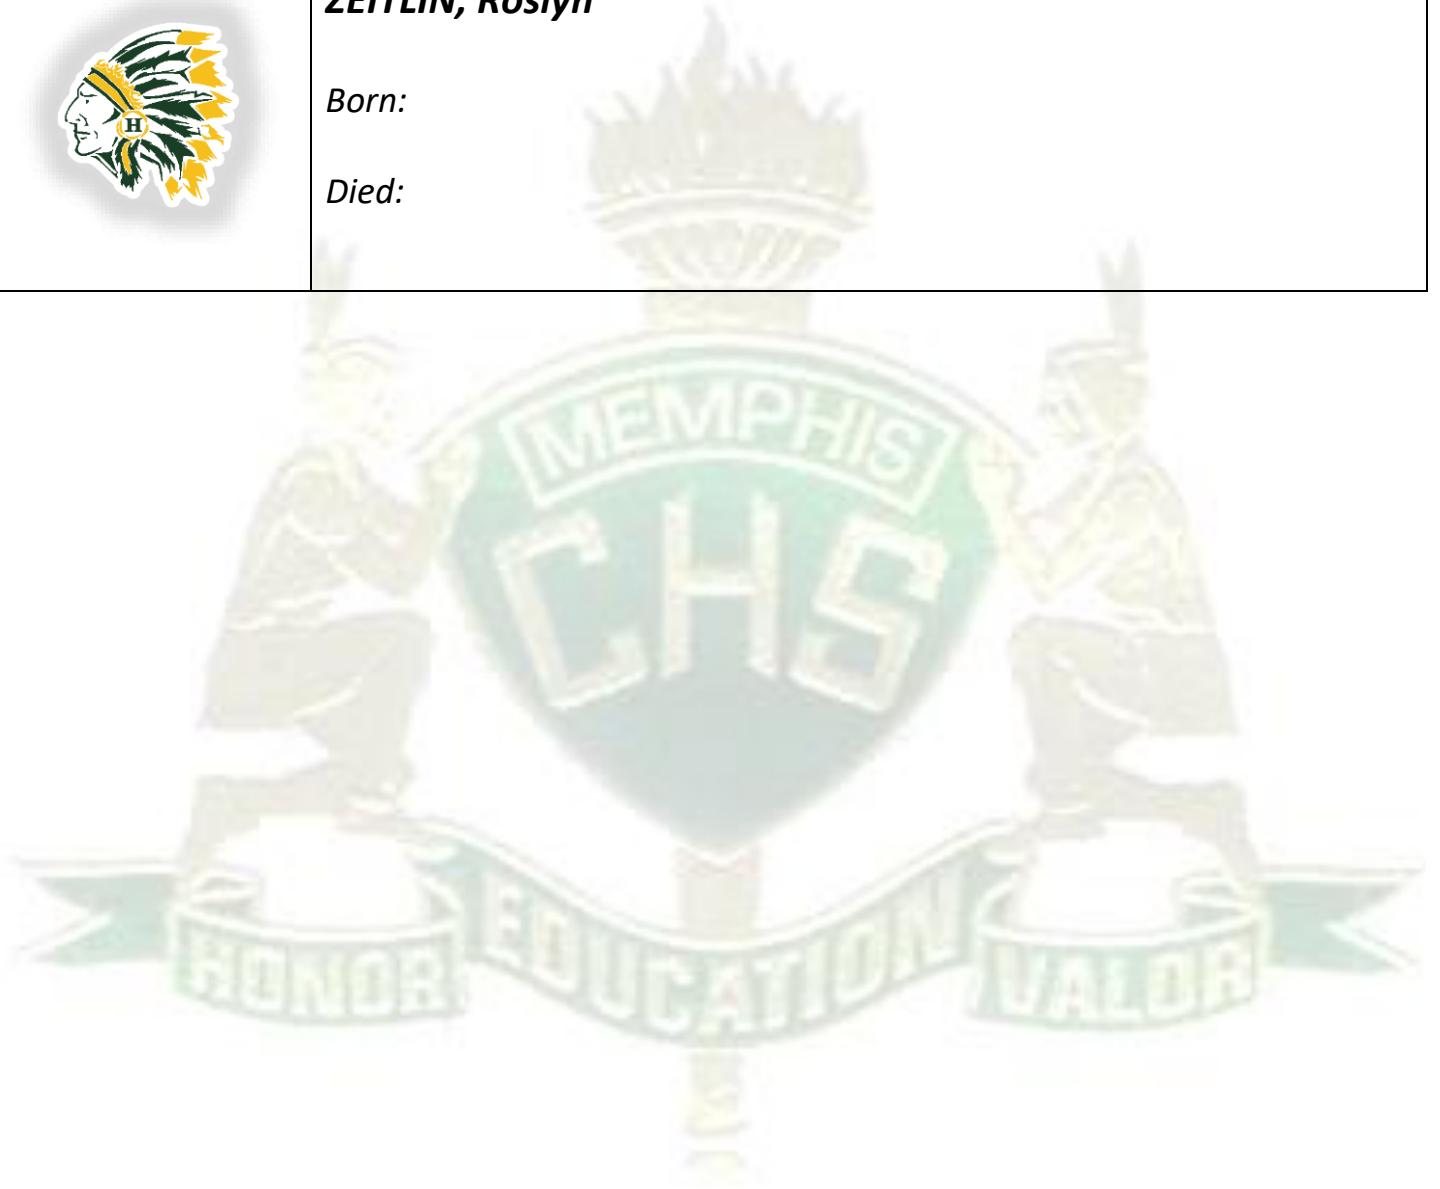 ZEITLIN, Roslyn
Born:
H
Died:
MEMPHIS
CHS
HONOR EDUCATION VALOR